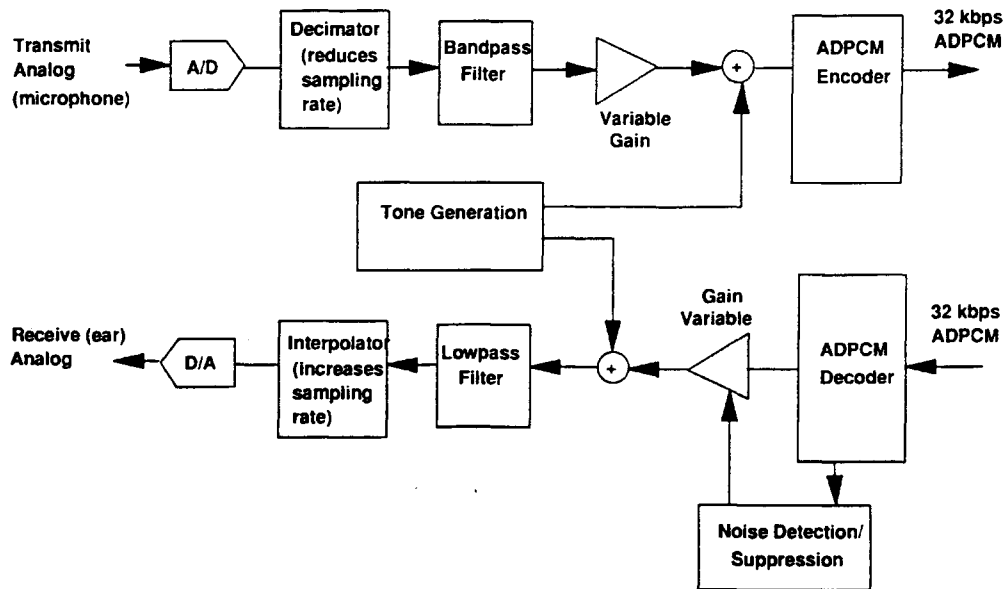 Transmit
Analog
(microphone)
A/D
Decimator
(reduces
sampling
rate)
Bandpass
Filter
Variable
Gain
+
ADPCM
Encoder
32 kbps
ADPCM
Tone Generation
Receive (ear)
Analog
D/A
Interpolator
(increases
sampling
rate)
Lowpass
Filter
+
Gain
Variable
ADPCM
Decoder
32 kbps
ADPCM
Noise Detection/
Suppression